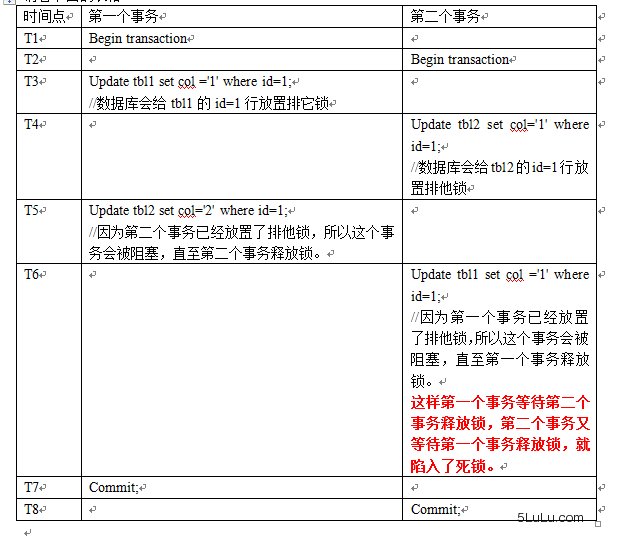 时间点 第一个事务 第二个事务
T1 Begin transaction
T2 Begin transaction
T3 Update tbl1 set col ='1' where id=1;
//数据库会给 tbl1 的 id=1 行放置排它锁
T4 Update tbl2 set col='1' where
id=1;
//数据库会给 tbl2 的 id=1 行放
置排他锁
T5 Update tbl2 set col='2' where id=1;
//因为第二个事务已经放置了排他锁，所以这个事
务会被阻塞，直至第二个事务释放锁。
T6 Update tbl1 set col ='1' where
id=1;
//因为第一个事务已经放置
了排他锁，所以这个事务会被
阻塞，直至第一个事务释放
锁。
这样第一个事务等待第二个
事务释放锁，第二个事务又
等待第一个事务释放锁，就
陷入了死锁。
T7 Commit;
T8 Commit;
5LuLu.com